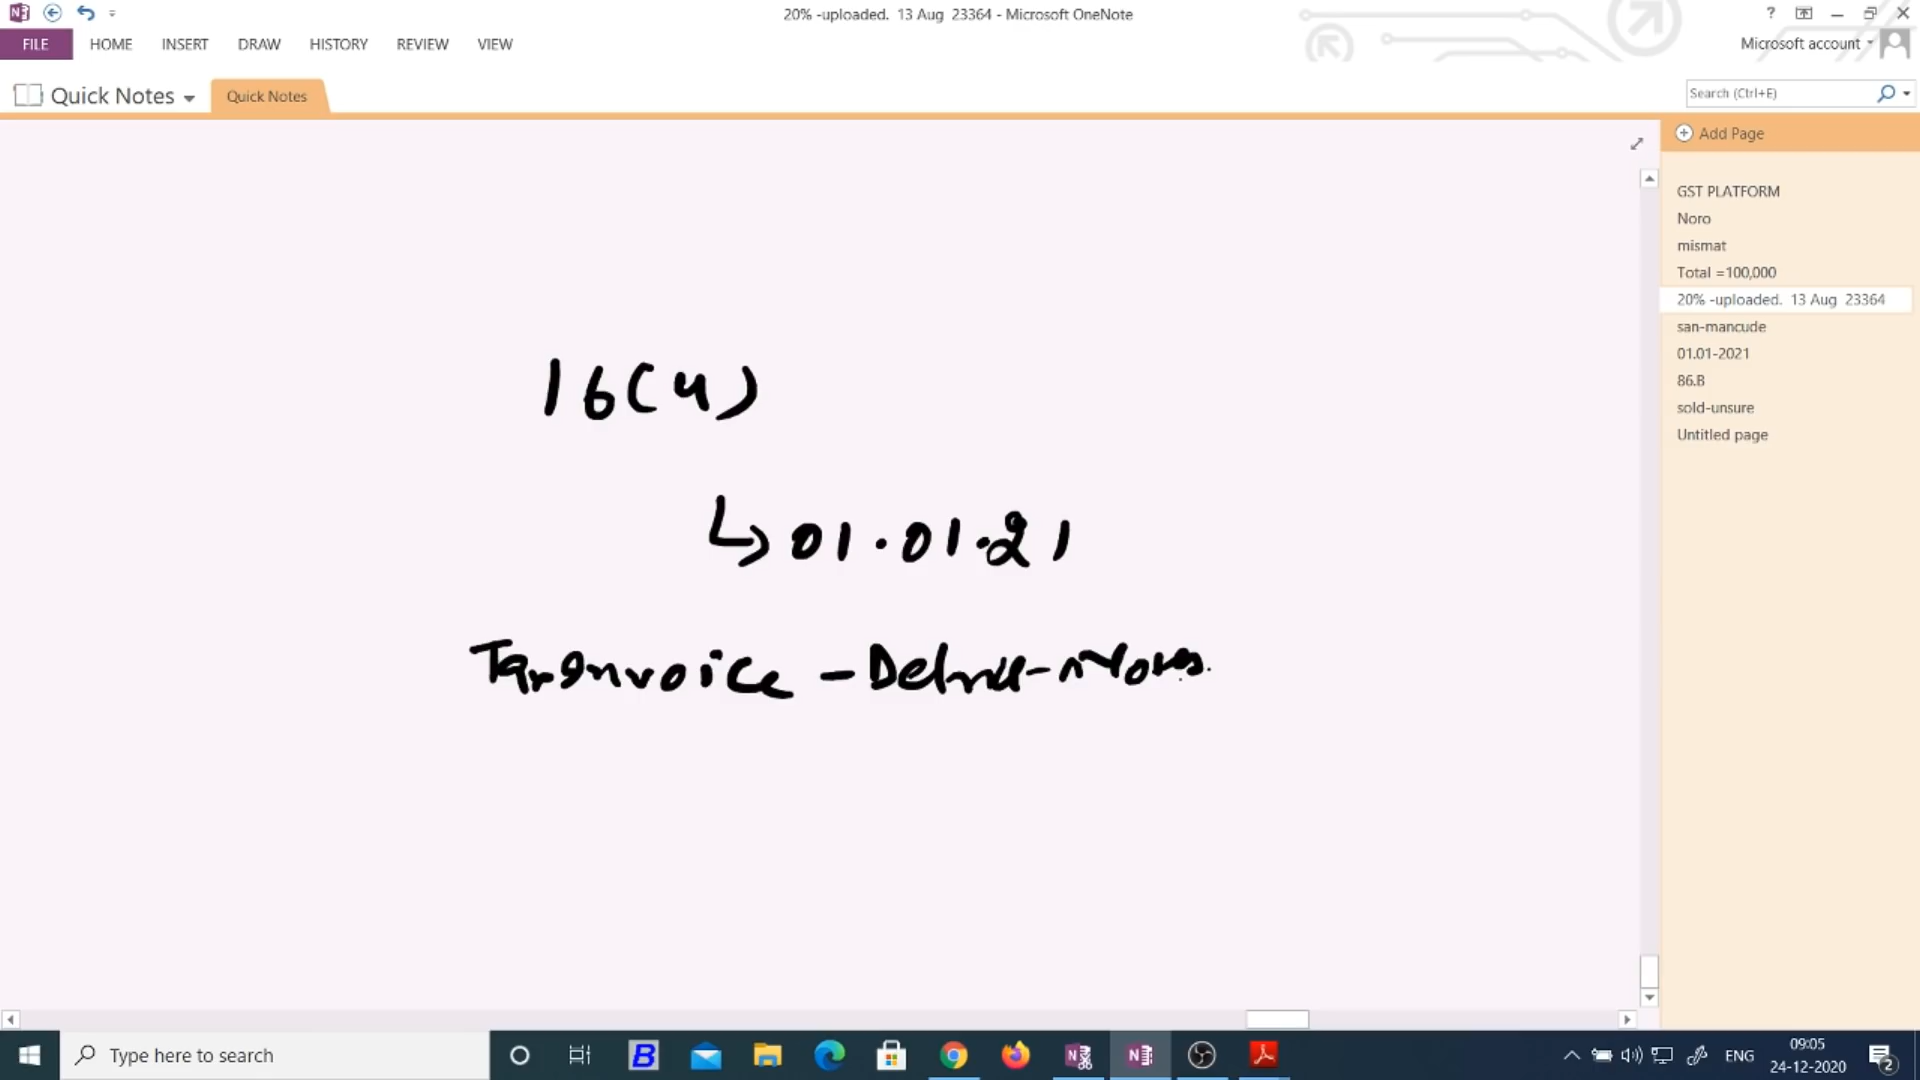 20% -uploaded.  13 Aug  23364 - Microsoft OneNote
?
FILE HOME INSERT DRAW HISTORY REVIEW VIEW
Microsoft account
Quick Notes
Quick Notes
Search (Ctrl+E)
Add Page
GST PLATFORM
Noro
mismat
Total =100,000
20% -uploaded.  13 Aug  23364
san-mancude
01.01-2021
86.B
sold-unsure
Untitled page
16(4)
01.01.21
Invoice -
Type here to search
ENG
09:05
24-12-2020
2